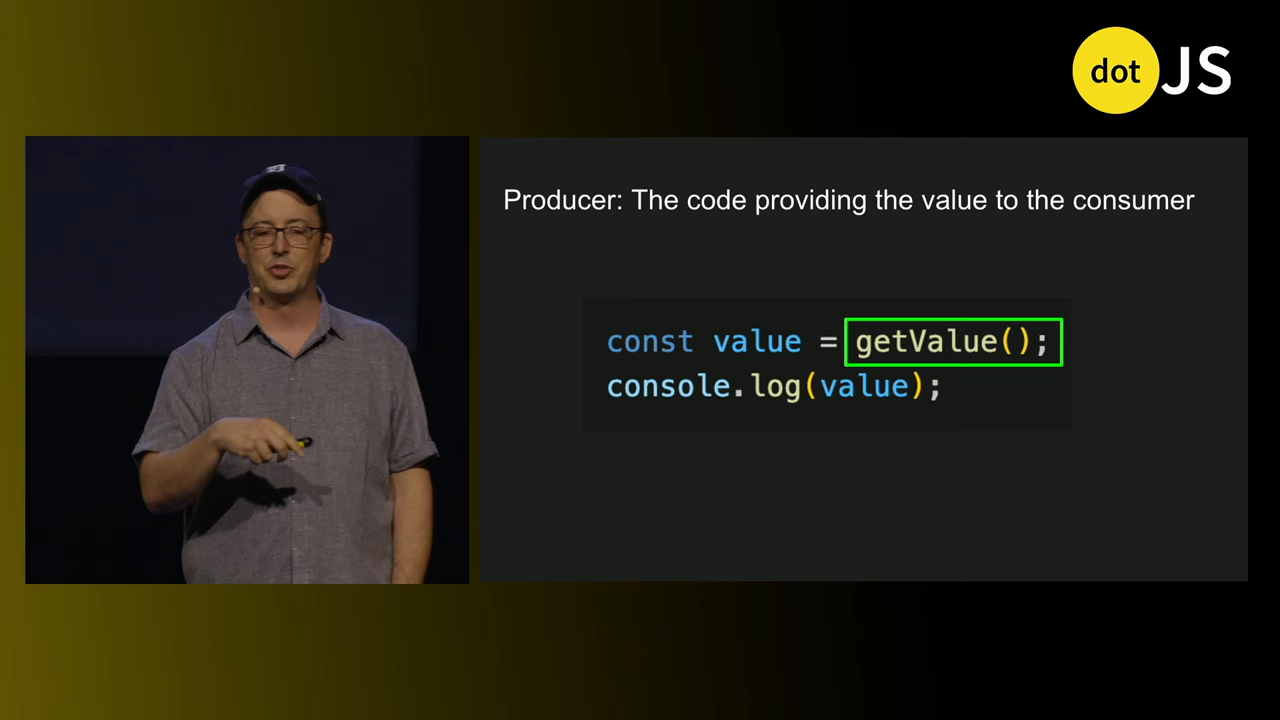 dot JS
Producer: The code providing the value to the consumer
const value = getValue();
console.log(value);